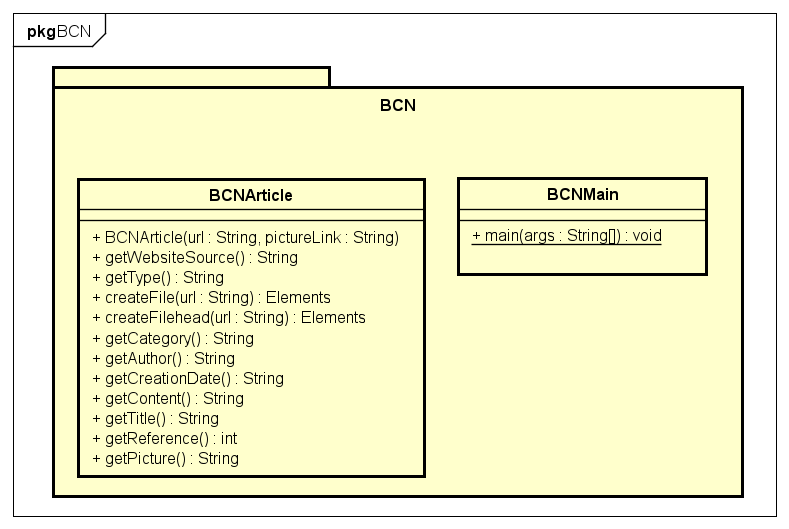 pkgBCN
BCN
BCNArticle
+ BCNArticle(url : String, pictureLink : String)
+ getWebsiteSource() : String
+ getType() : String
+ createFile(url : String) : Elements
+ createFilehead(url : String) : Elements
+ getCategory() : String
+ getAuthor() : String
+ getCreationDate() : String
+ getContent() : String
+ getTitle() : String
+ getReference() : int
+ getPicture() : String
BCNMain
+ main(args : String[]) : void